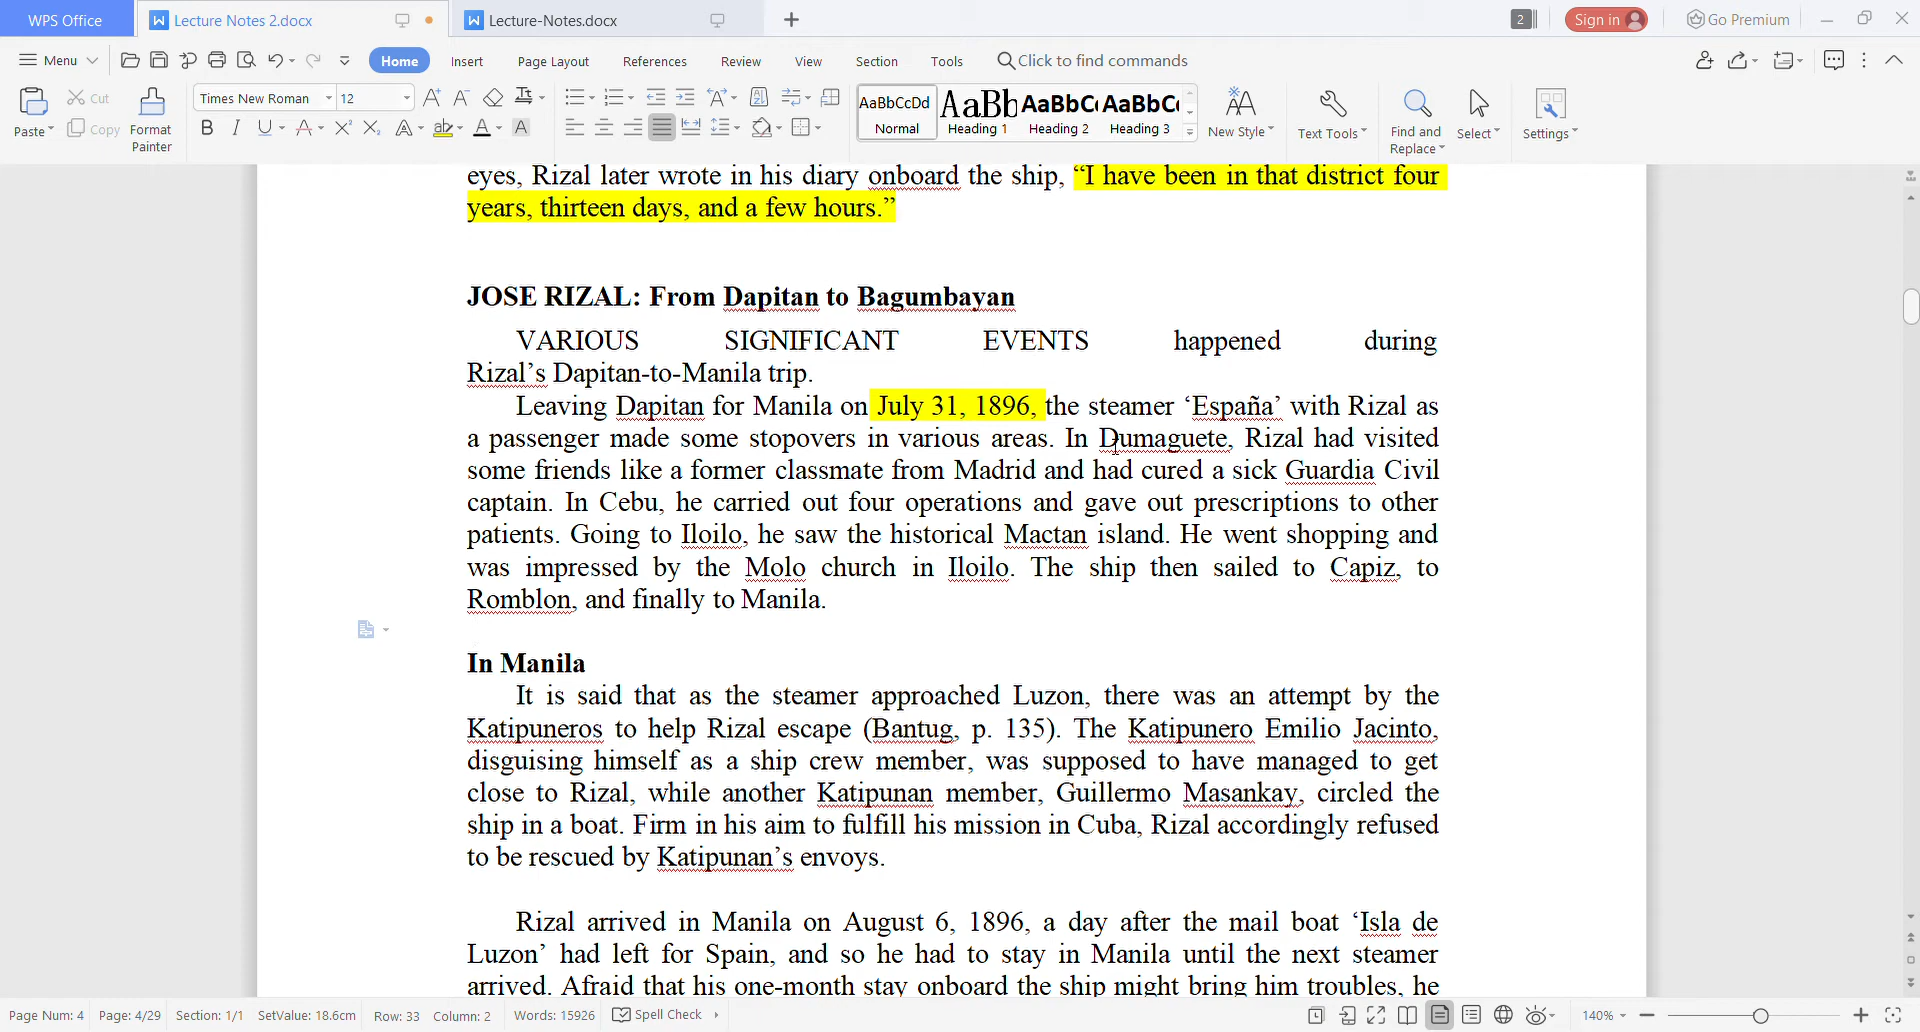 WPS Office
Lecture Notes 2.docx
Lecture-Notes.docx
2
Sign in
Go Premium
Menu
Home
Insert
Page Layout
References
Review
View
Section
Tools
Click to find commands
Paste
Cut
Copy
Format Painter
Times New Roman
12
AaBbCcDd
Normal
AaBb
Heading 1
AaBbC
Heading 2
AaBbC
Heading 3
New Style
Text Tools
Find and Replace
Select
Settings
eyes, Rizal later wrote in his diary onboard the ship, “I have been in that district four
years, thirteen days, and a few hours.”
JOSE RIZAL: From Dapitan to Bagumbayan
VARIOUS SIGNIFICANT EVENTS happened during
Rizal’s Dapitan-to-Manila trip.
Leaving Dapitan for Manila on July 31, 1896, the steamer ‘España’ with Rizal as
a passenger made some stopovers in various areas. In Dumaguete, Rizal had visited
some friends like a former classmate from Madrid and had cured a sick Guardia Civil
captain. In Cebu, he carried out four operations and gave out prescriptions to other
patients. Going to Iloilo, he saw the historical Mactan island. He went shopping and
was impressed by the Molo church in Iloilo. The ship then sailed to Capiz, to
Romblon, and finally to Manila.
In Manila
It is said that as the steamer approached Luzon, there was an attempt by the
Katipuneros to help Rizal escape (Bantug, p. 135). The Katipunero Emilio Jacinto,
disguising himself as a ship crew member, was supposed to have managed to get
close to Rizal, while another Katipunan member, Guillermo Masankay, circled the
ship in a boat. Firm in his aim to fulfill his mission in Cuba, Rizal accordingly refused
to be rescued by Katipunan’s envoys.
Rizal arrived in Manila on August 6, 1896, a day after the mail boat ‘Isla de
Luzon’ had left for Spain, and so he had to stay in Manila until the next steamer
arrived. Afraid that his one-month stay onboard the ship might bring him troubles, he
Page Num: 4
Page: 4/29
Section: 1/1
SetValue: 18.6cm
Row: 33
Column: 2
Words: 15926
Spell Check
140%